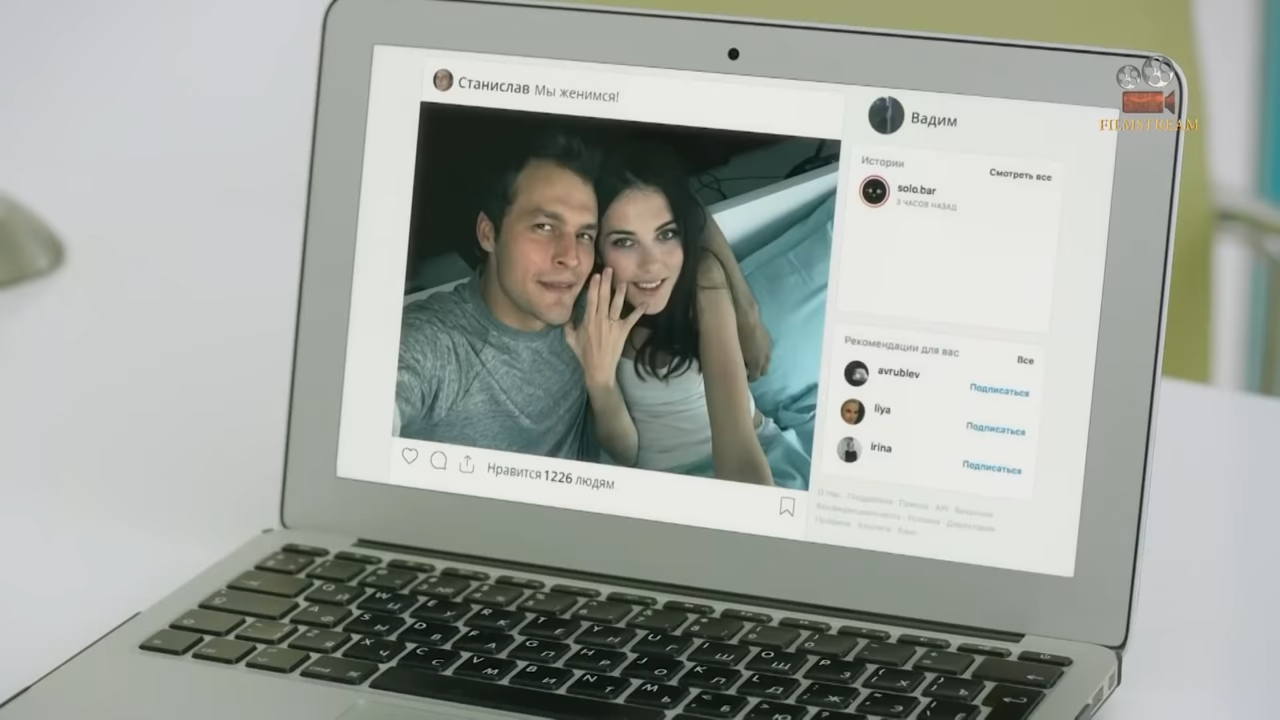 Станислав Мы женимся!
Нравится 1226 людям
Вадим
Истории
Смотреть все
solo.bar
3 ЧАСОВ НАЗАД
Рекомендации для вас
Все
avrublev
Подписаться
liya
Подписаться
irina
Подписаться
FILMSTREAM